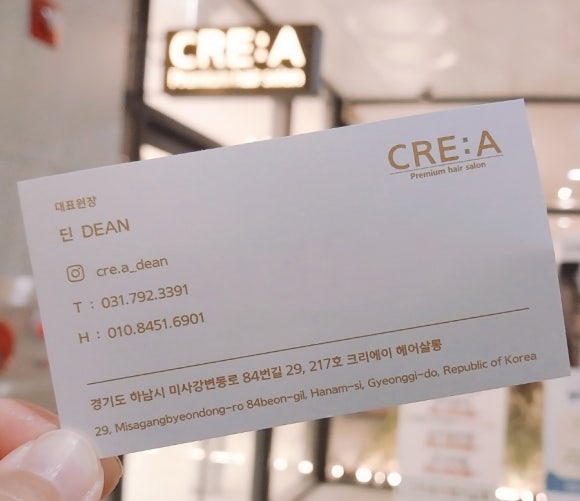 CRE:A
Premium hair salon
CRE:A
Premium hair salon
대표원장
딘 DEAN
cre.a_dean
T : 031.792.3391
H : 010.8451.6901
경기도 하남시 미사강변동로 84번길 29, 217호 크리에이 헤어살롱
29, Misagangbyeondong-ro 84beon-gil, Hanam-si, Gyeonggi-do, Republic of Korea